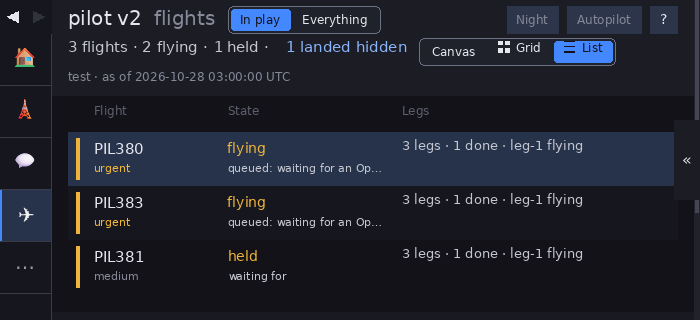 pilot v2 flights In play Everything Night Autopilot ?
3 flights · 2 flying · 1 held · 1 landed hidden Canvas Grid List
test · as of 2026-10-28 03:00:00 UTC
Flight State Legs
PIL380 flying 3 legs · 1 done · leg-1 flying
urgent queued: waiting for an Op…
«
PIL383 flying 3 legs · 1 done · leg-1 flying
urgent queued: waiting for an Op…
PIL381 held 3 legs · 1 done · leg-1 flying
medium waiting for